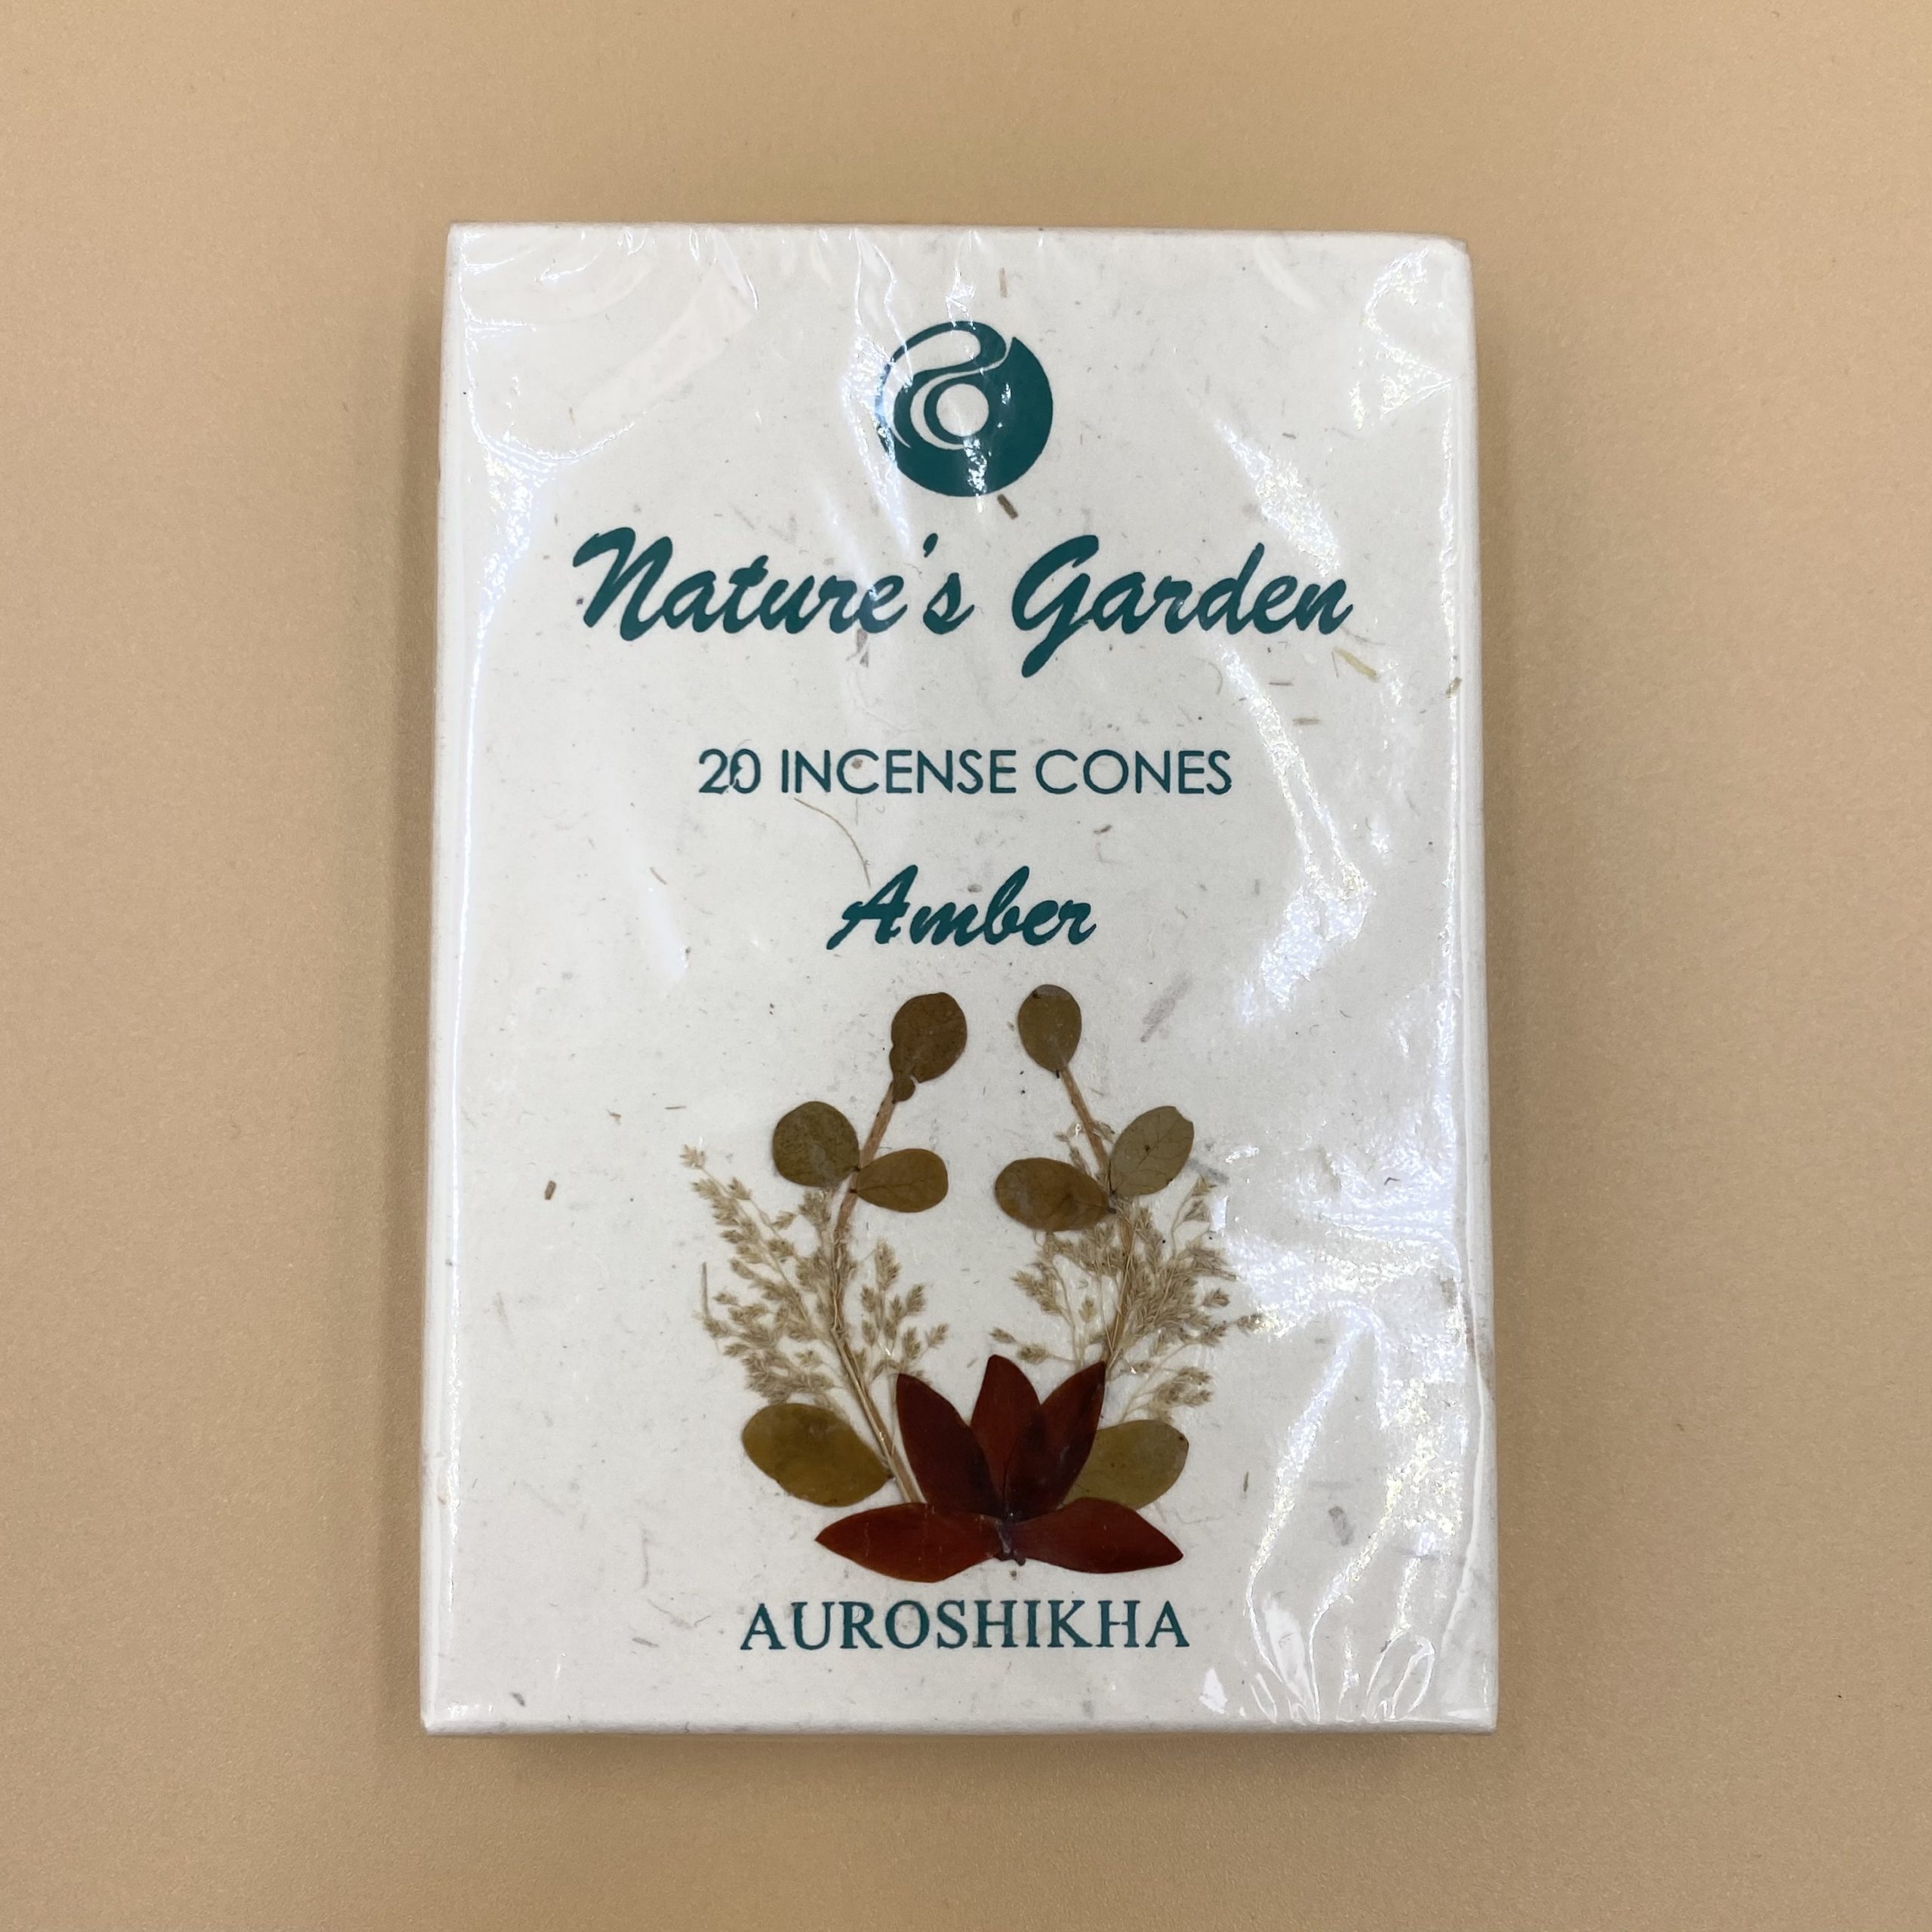 Nature's Garden
20 INCENSE CONES
Amber
AUROSHIKHA